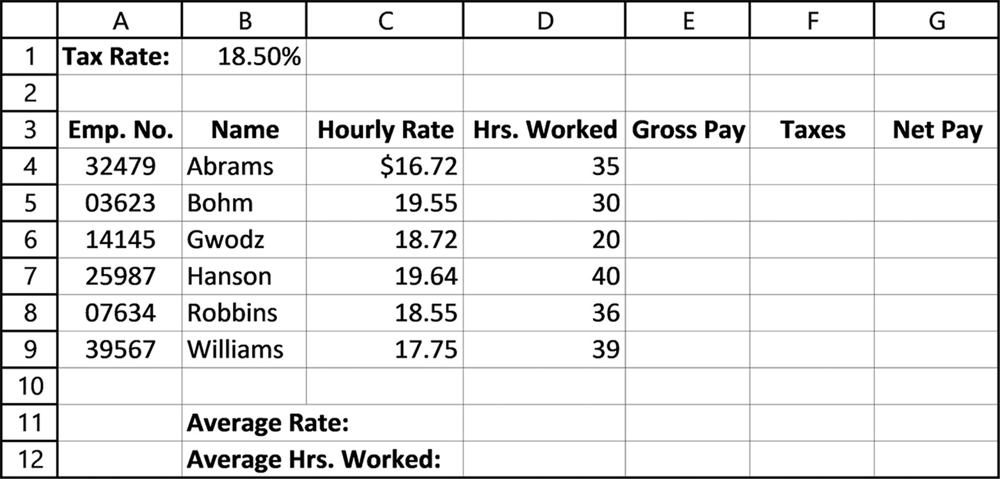 A B C D E F G
1 Tax Rate: 18.50%
2
3 Emp. No. Name Hourly Rate Hrs. Worked Gross Pay Taxes Net Pay
4 32479 Abrams $16.72 35
5 03623 Bohm 19.55 30
6 14145 Gwodz 18.72 20
7 25987 Hanson 19.64 40
8 07634 Robbins 18.55 36
9 39567 Williams 17.75 39
10
11 Average Rate:
12 Average Hrs. Worked: